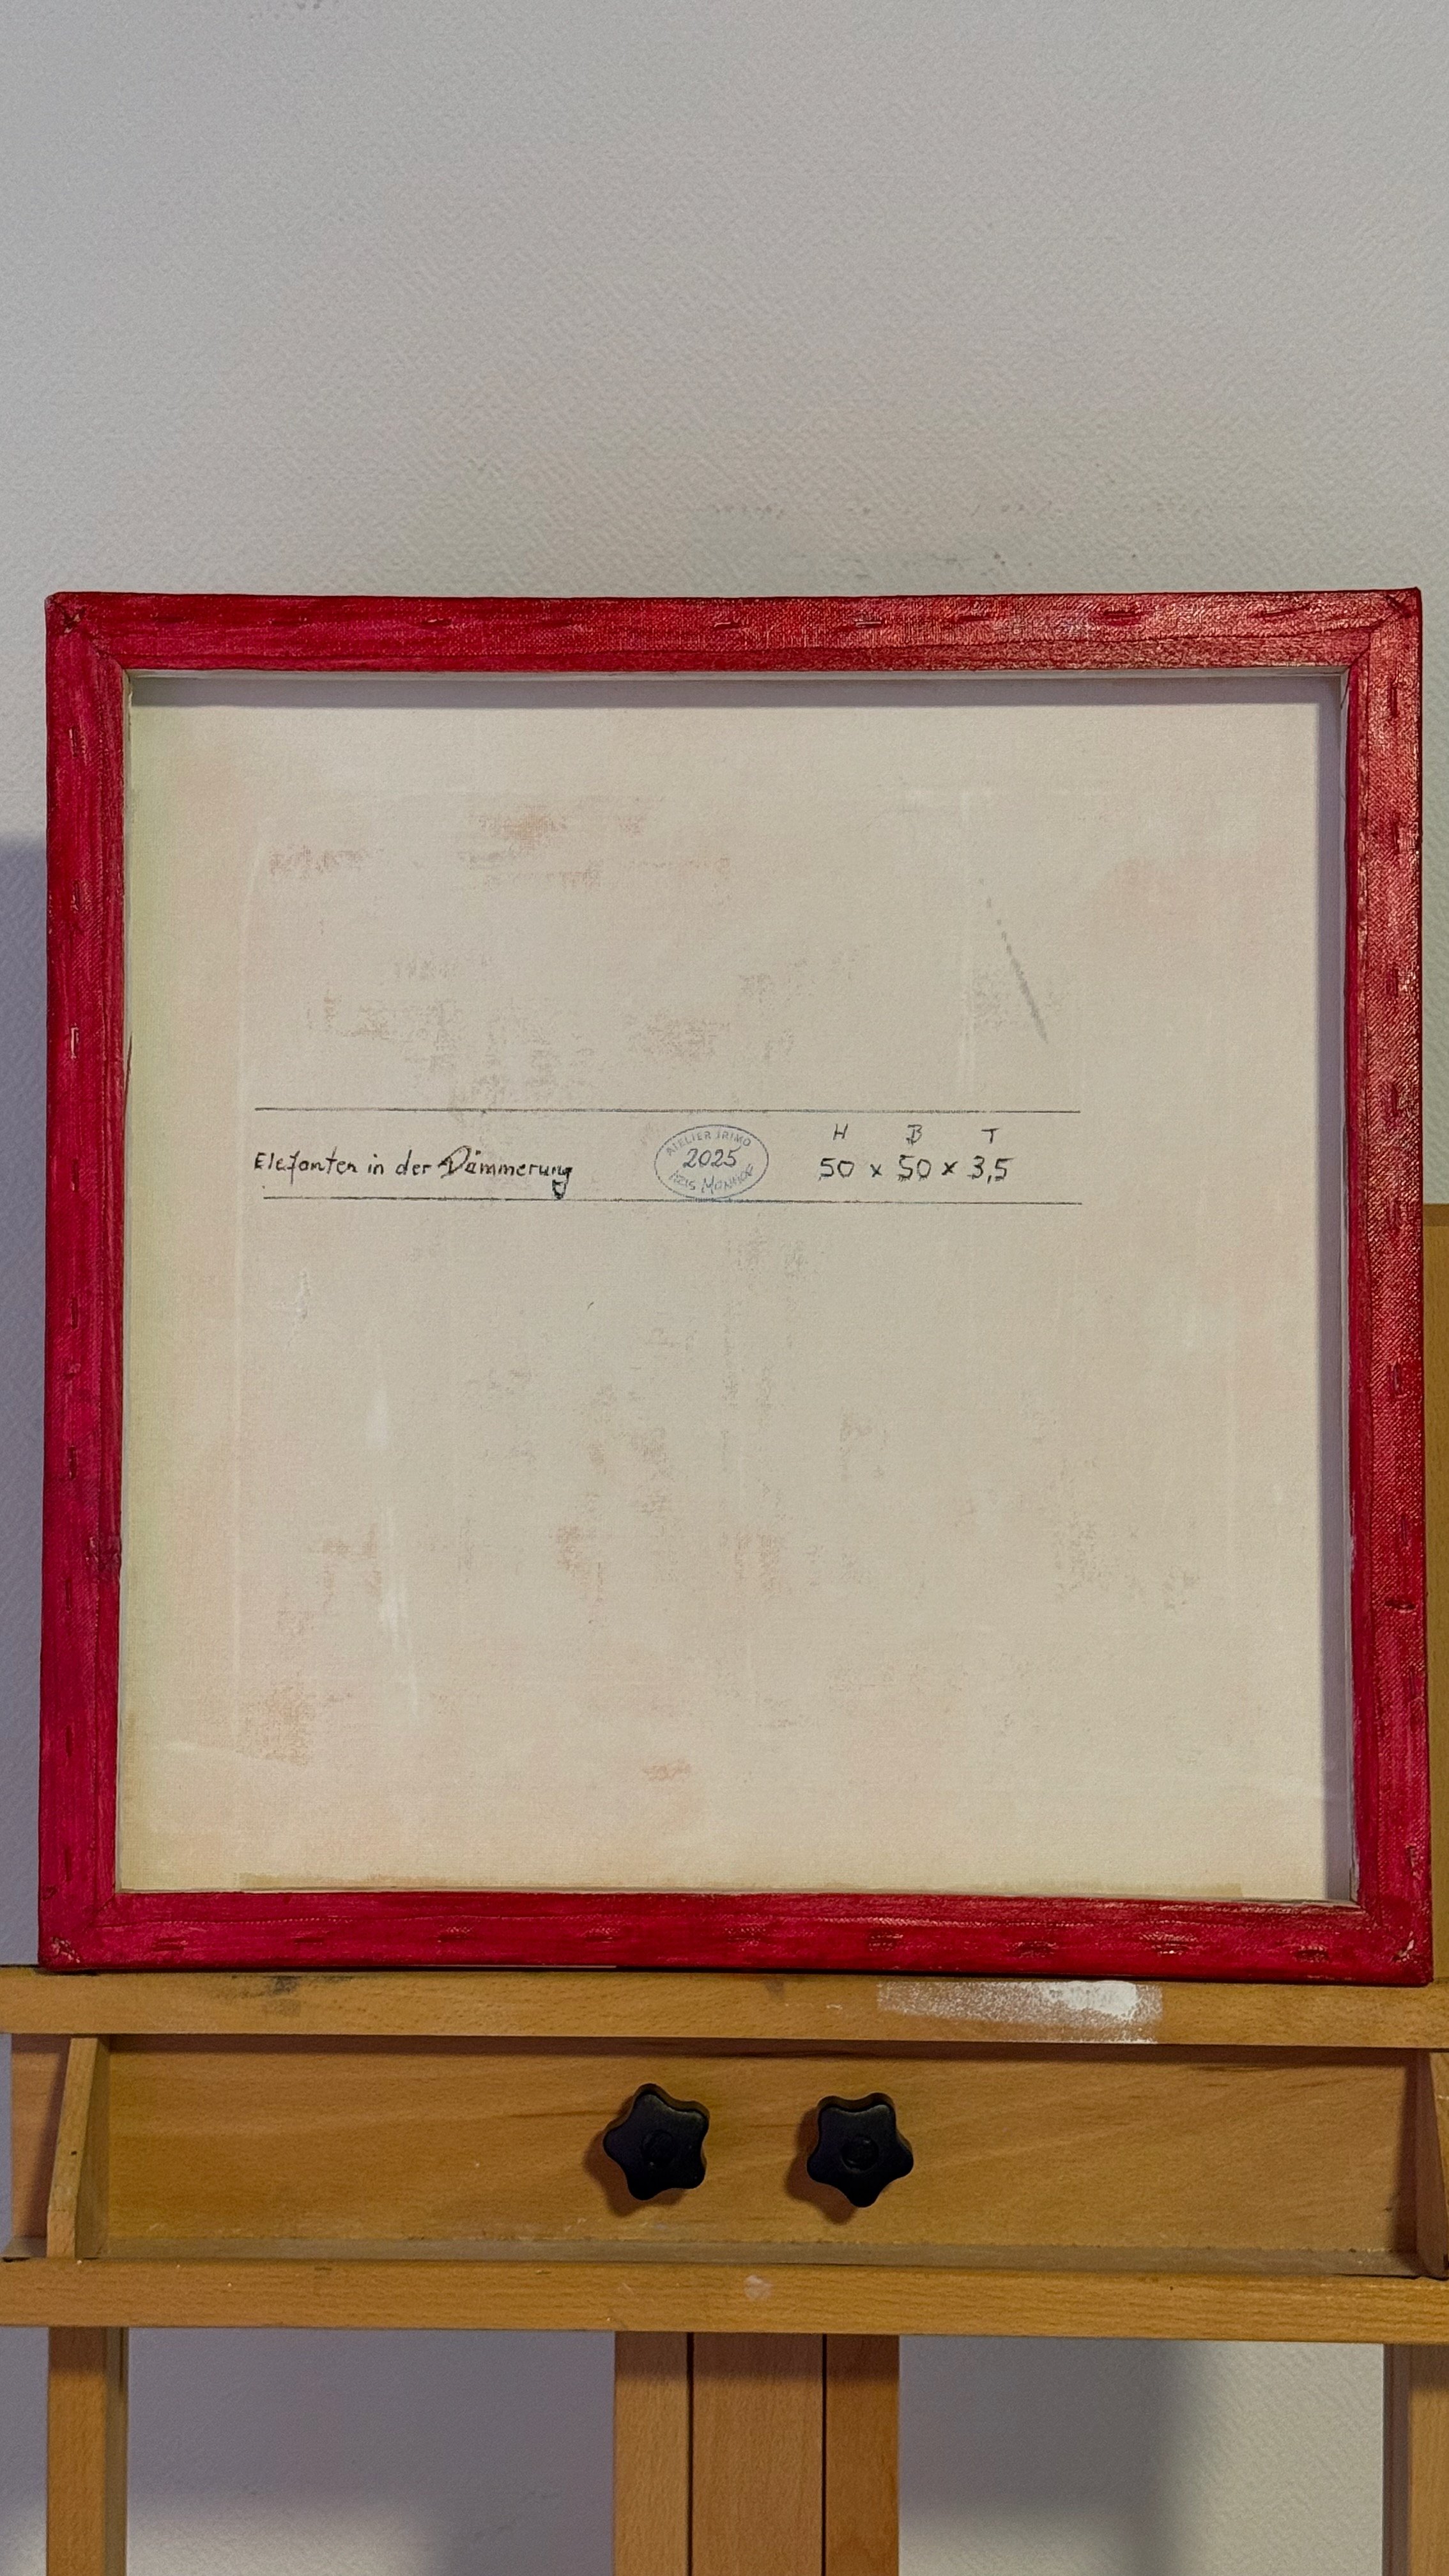 H B T
Elefanten in der Dämmerung
ATELIER IRIMO
2025
50 x 50 x 3,5